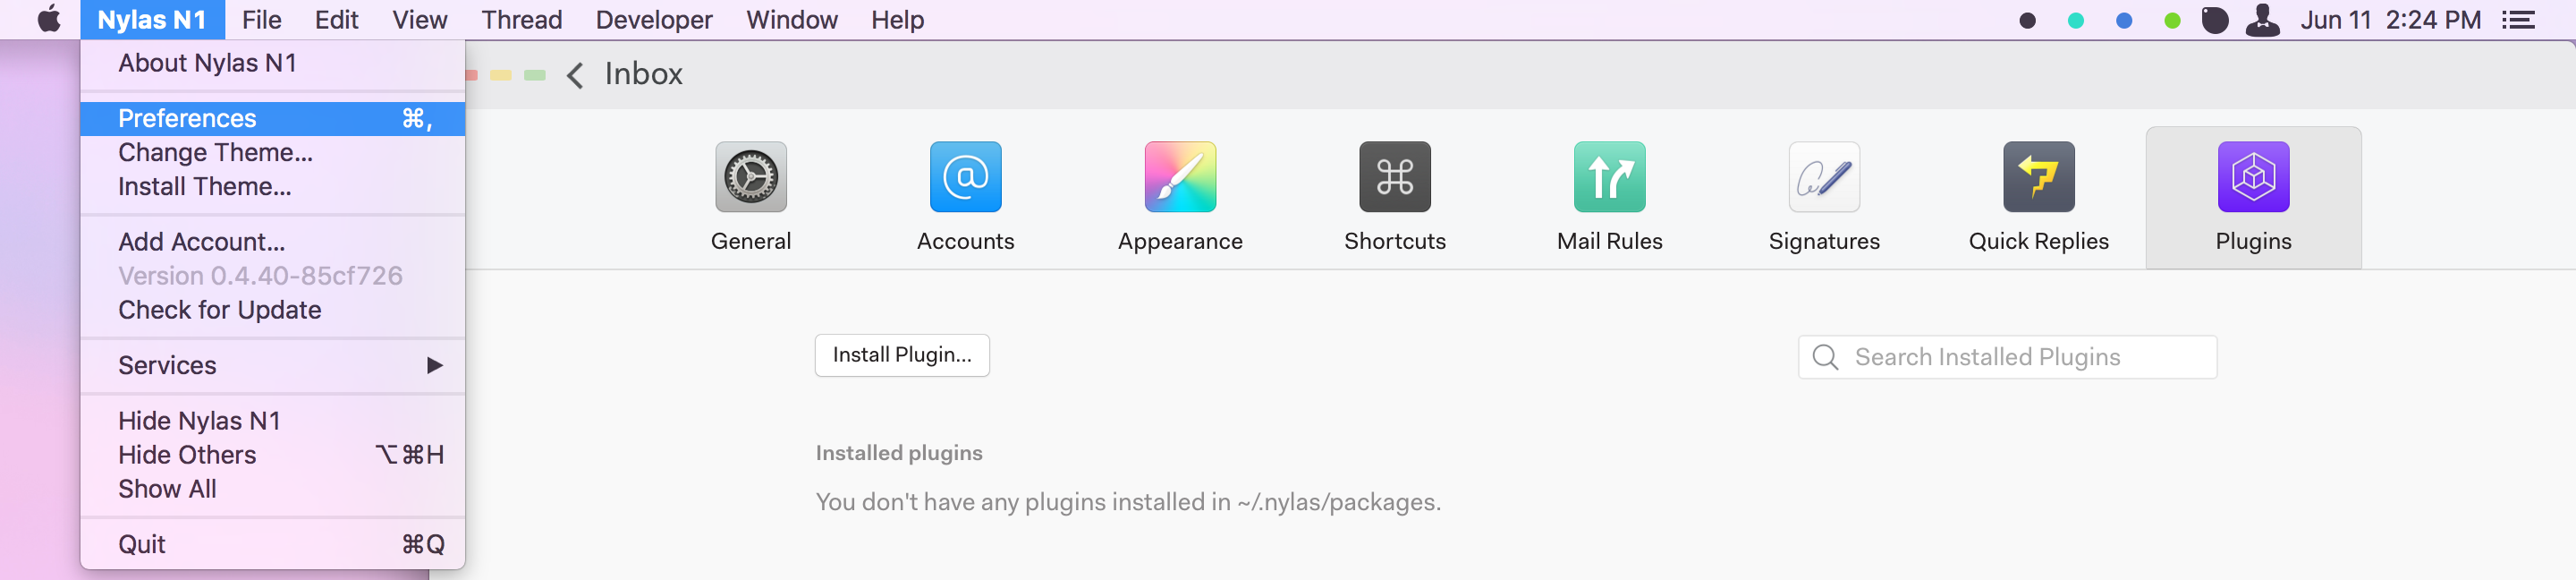 Nylas N1 File Edit View Thread Developer Window Help Jun 11 2:24 PM
About Nylas N1
Preferences ⌘,
Change Theme...
Install Theme...
Add Account...
Version 0.4.40-85cf726
Check for Update
Services ▶
Hide Nylas N1
Hide Others ⌥⌘H
Show All
Quit ⌘Q
Inbox
General Accounts Appearance Shortcuts Mail Rules Signatures Quick Replies Plugins
Install Plugin... Search Installed Plugins
Installed plugins
You don't have any plugins installed in ~/.nylas/packages.